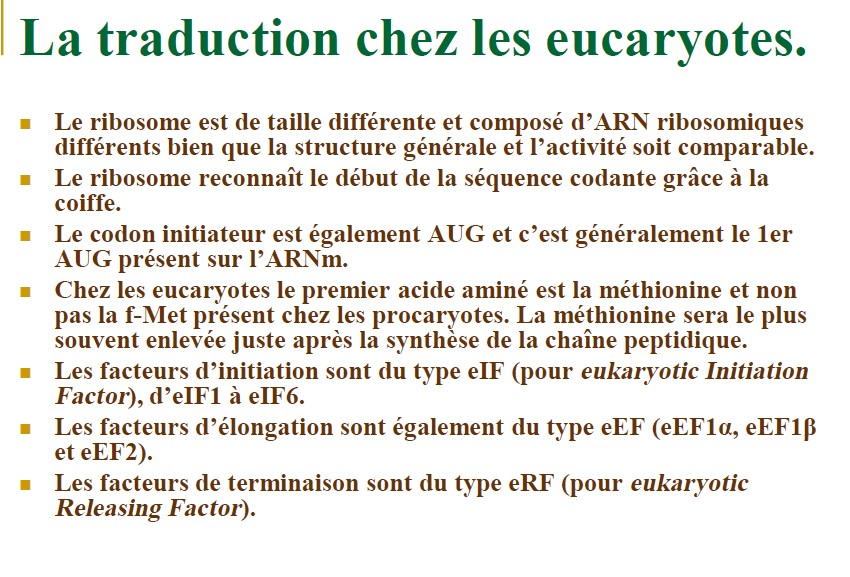 La traduction chez les eucaryotes.
Le ribosome est de taille différente et composé d’ARN ribosomiques
différents bien que la structure générale et l’activité soit comparable.
Le ribosome reconnaît le début de la séquence codante grâce à la
coiffe.
Le codon initiateur est également AUG et c’est généralement le 1er
AUG présent sur l’ARNm.
Chez les eucaryotes le premier acide aminé est la méthionine et non
pas la f-Met présent chez les procaryotes. La méthionine sera le plus
souvent enlevée juste après la synthèse de la chaîne peptidique.
Les facteurs d’initiation sont du type eIF (pour eukaryotic Initiation
Factor), d’eIF1 à eIF6.
Les facteurs d’élongation sont également du type eEF (eEF1α, eEF1β
et eEF2).
Les facteurs de terminaison sont du type eRF (pour eukaryotic
Releasing Factor).